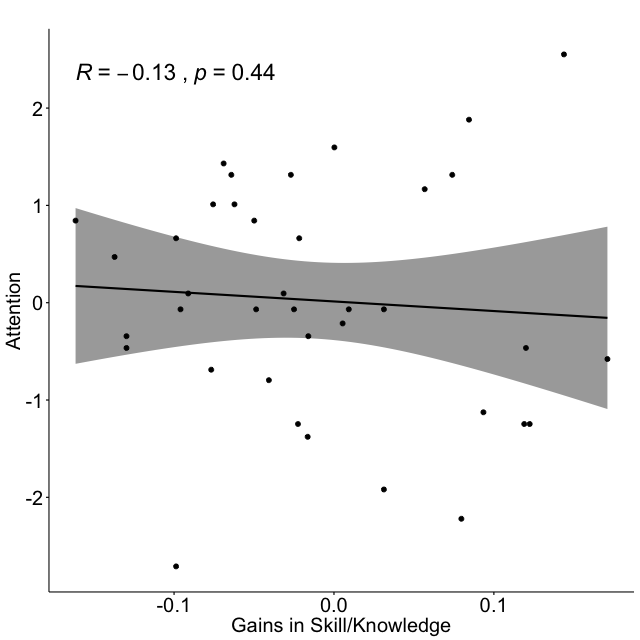 R = −0.13 , p = 0.44
2
1
0
-1
-2
Attention
-0.1 0.0 0.1
Gains in Skill/Knowledge